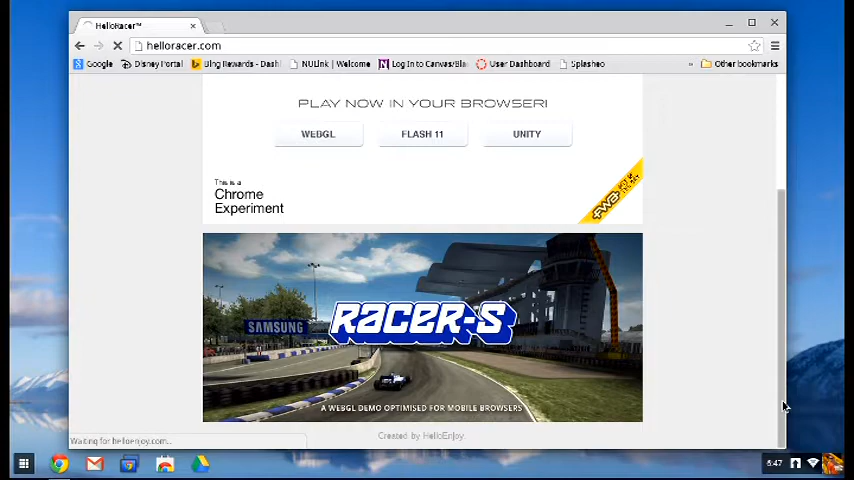 HelloRacer™
helloracer.com
Google
Disney Portal
Bing Rewards - Dash
NULink | Welcome
Log In to Canvas/Bla
User Dashboard
Splasheo
»
Other bookmarks
PLAY NOW IN YOUR BROWSER!
WEBGL
FLASH 11
UNITY
This is a
Chrome
Experiment
FWA
SAMSUNG
RACER-S
A WEBGL DEMO OPTIMISED FOR MOBILE BROWSERS
Created by HelloEnjoy.
Waiting for helloenjoy.com...
6:47